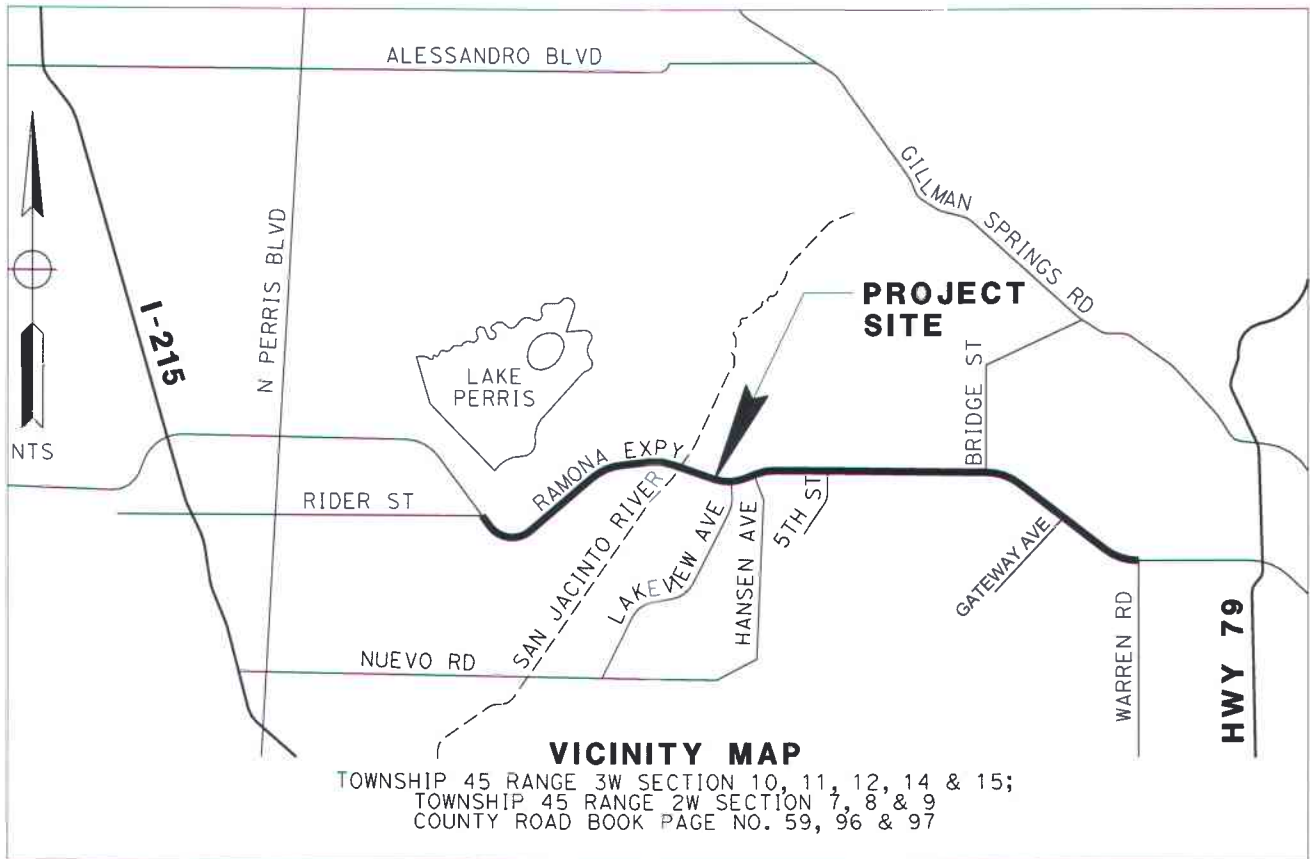 ALESSANDRO BLVD
GILLMAN SPRINGS RD
N PERRIS BLVD
I-215
PROJECT
SITE
LAKE
PERRIS
BRIDGE ST
NTS
RAMONA EXPY
RIDER ST
SAN JACINTO RIVER
LAKEVIEW AVE
HANSEN AVE
5TH ST
GATEWAY AVE
WARREN RD
HWY 79
NUEVO RD
VICINITY MAP
TOWNSHIP 45 RANGE 3W SECTION 10, 11, 12, 14 & 15;
TOWNSHIP 45 RANGE 2W SECTION 7, 8 & 9
COUNTY ROAD BOOK PAGE NO. 59, 96 & 97